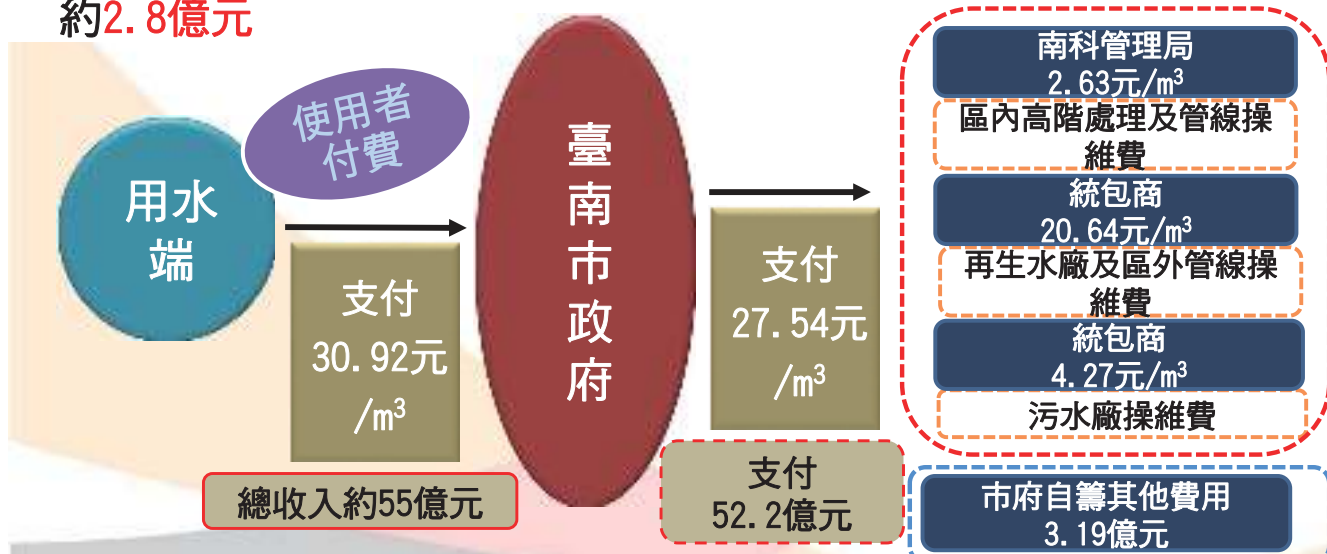 約2.8億元
使用者
付費
用水
端
支付
30.92元
/m³
總收入約55億元
臺
南
市
政
府
支付
27.54元
/m³
支付
52.2億元
南科管理局
2.63元/m³
區內高階處理及管線操
維費
統包商
20.64元/m³
再生水廠及區外管線操
維費
統包商
4.27元/m³
污水廠操維費
市府自籌其他費用
3.19億元